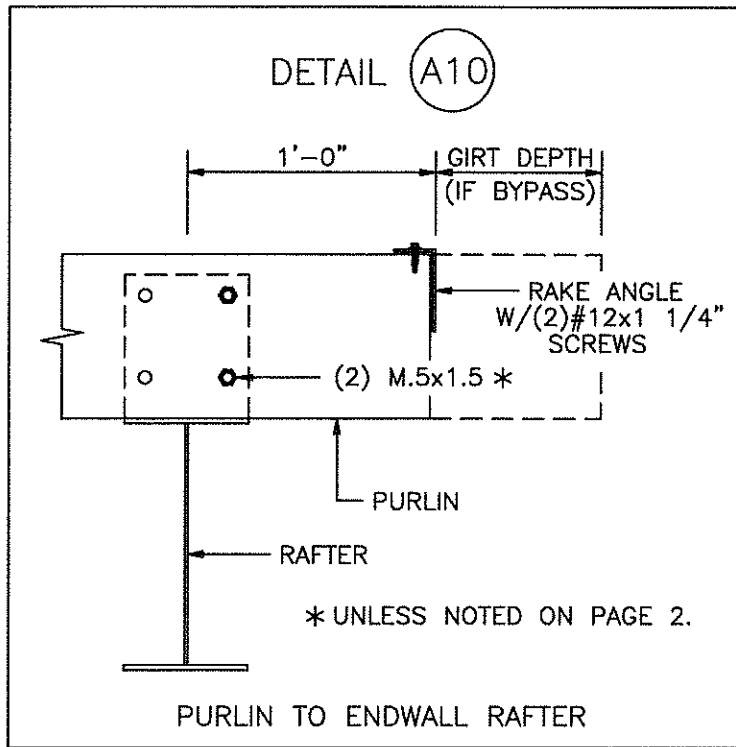 DETAIL A10
1'-0"
GIRT DEPTH
(IF BYPASS)
RAKE ANGLE
W/(2)#12x1 1/4"
SCREWS
(2) M.5x1.5 *
PURLIN
RAFTER
* UNLESS NOTED ON PAGE 2.
PURLIN TO ENDWALL RAFTER